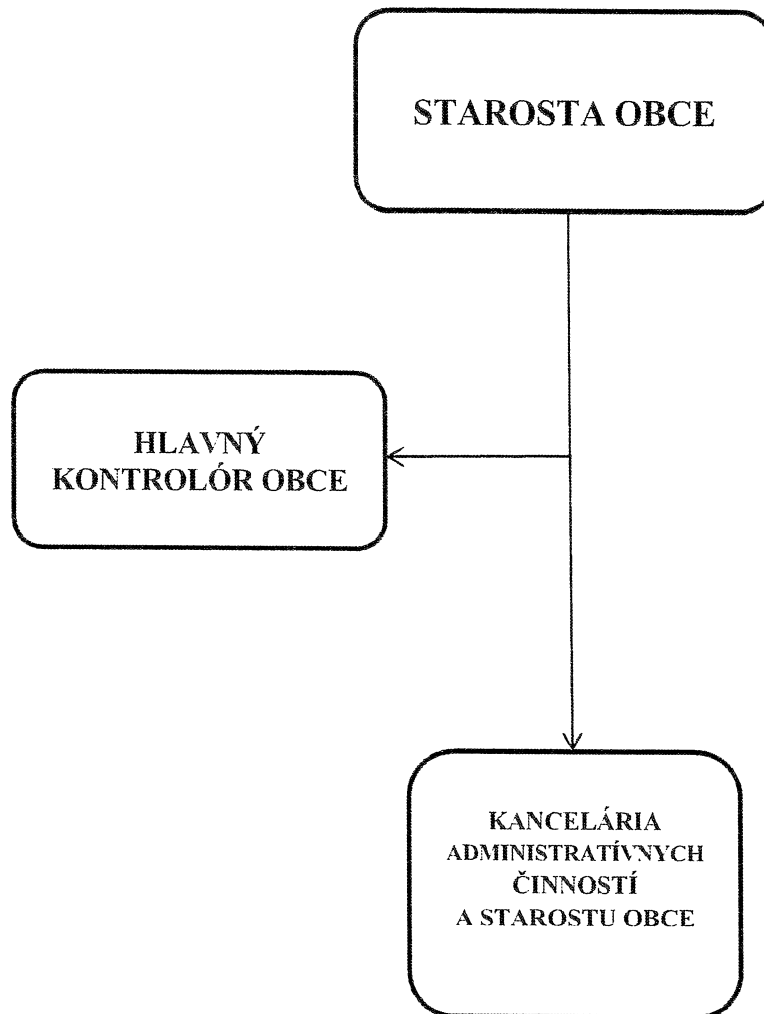 STAROSTA OBCE
HLAVNÝ
KONTROLÓR OBCE
KANCELÁRIA
ADMINISTRATÍVNYCH
ČINNOSTÍ
A STAROSTU OBCE